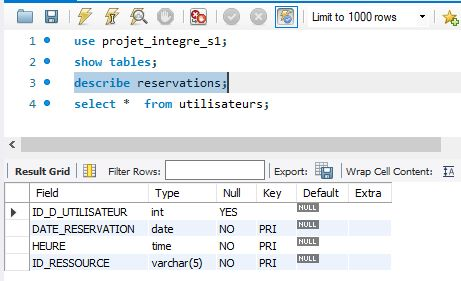 Limit to 1000 rows
1 use projet_integre_s1;
2 show tables;
3 describe reservations;
4 select *  from utilisateurs;
Result Grid Filter Rows: Export: Wrap Cell Content: IA
Field Type Null Key Default Extra
ID_D_UTILISATEUR int YES NULL
DATE_RESERVATION date NO PRI NULL
HEURE time NO PRI NULL
ID_RESSOURCE varchar(5) NO PRI NULL